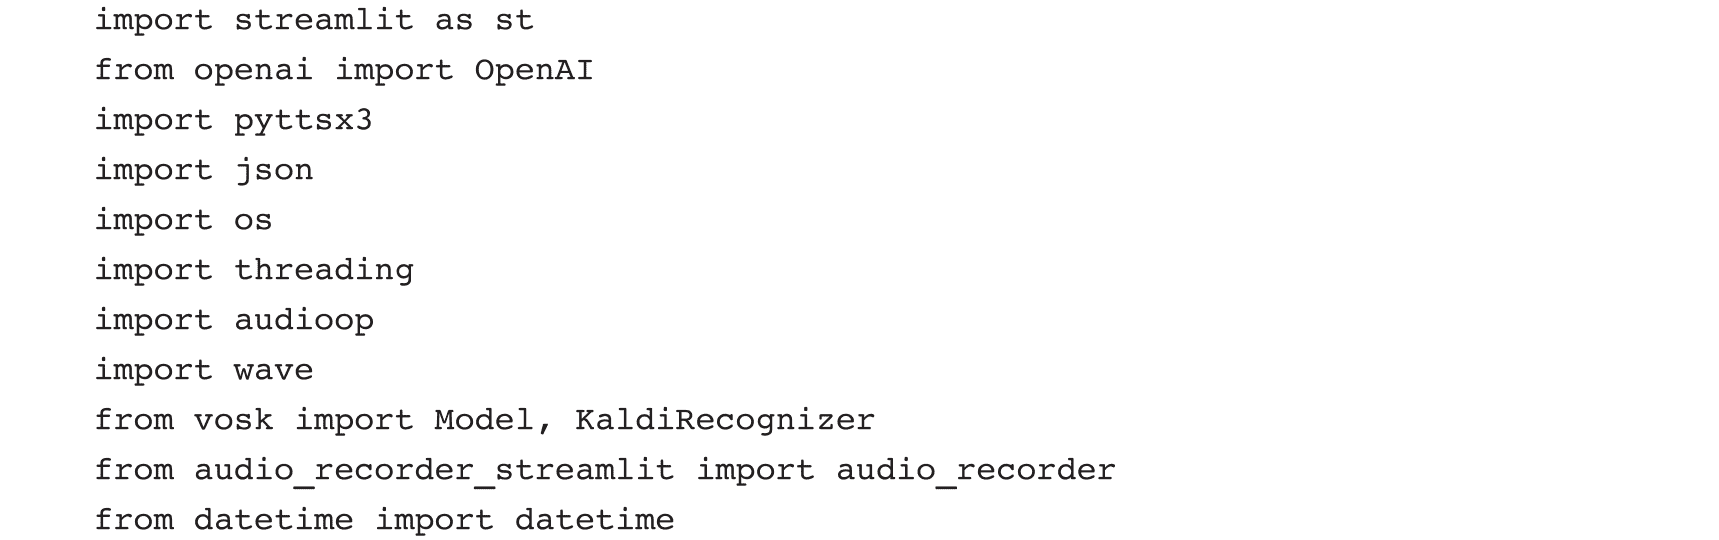 import streamlit as st
from openai import OpenAI
import pyttsx3
import json
import os
import threading
import audioop
import wave
from vosk import Model, KaldiRecognizer
from audio_recorder_streamlit import audio_recorder
from datetime import datetime